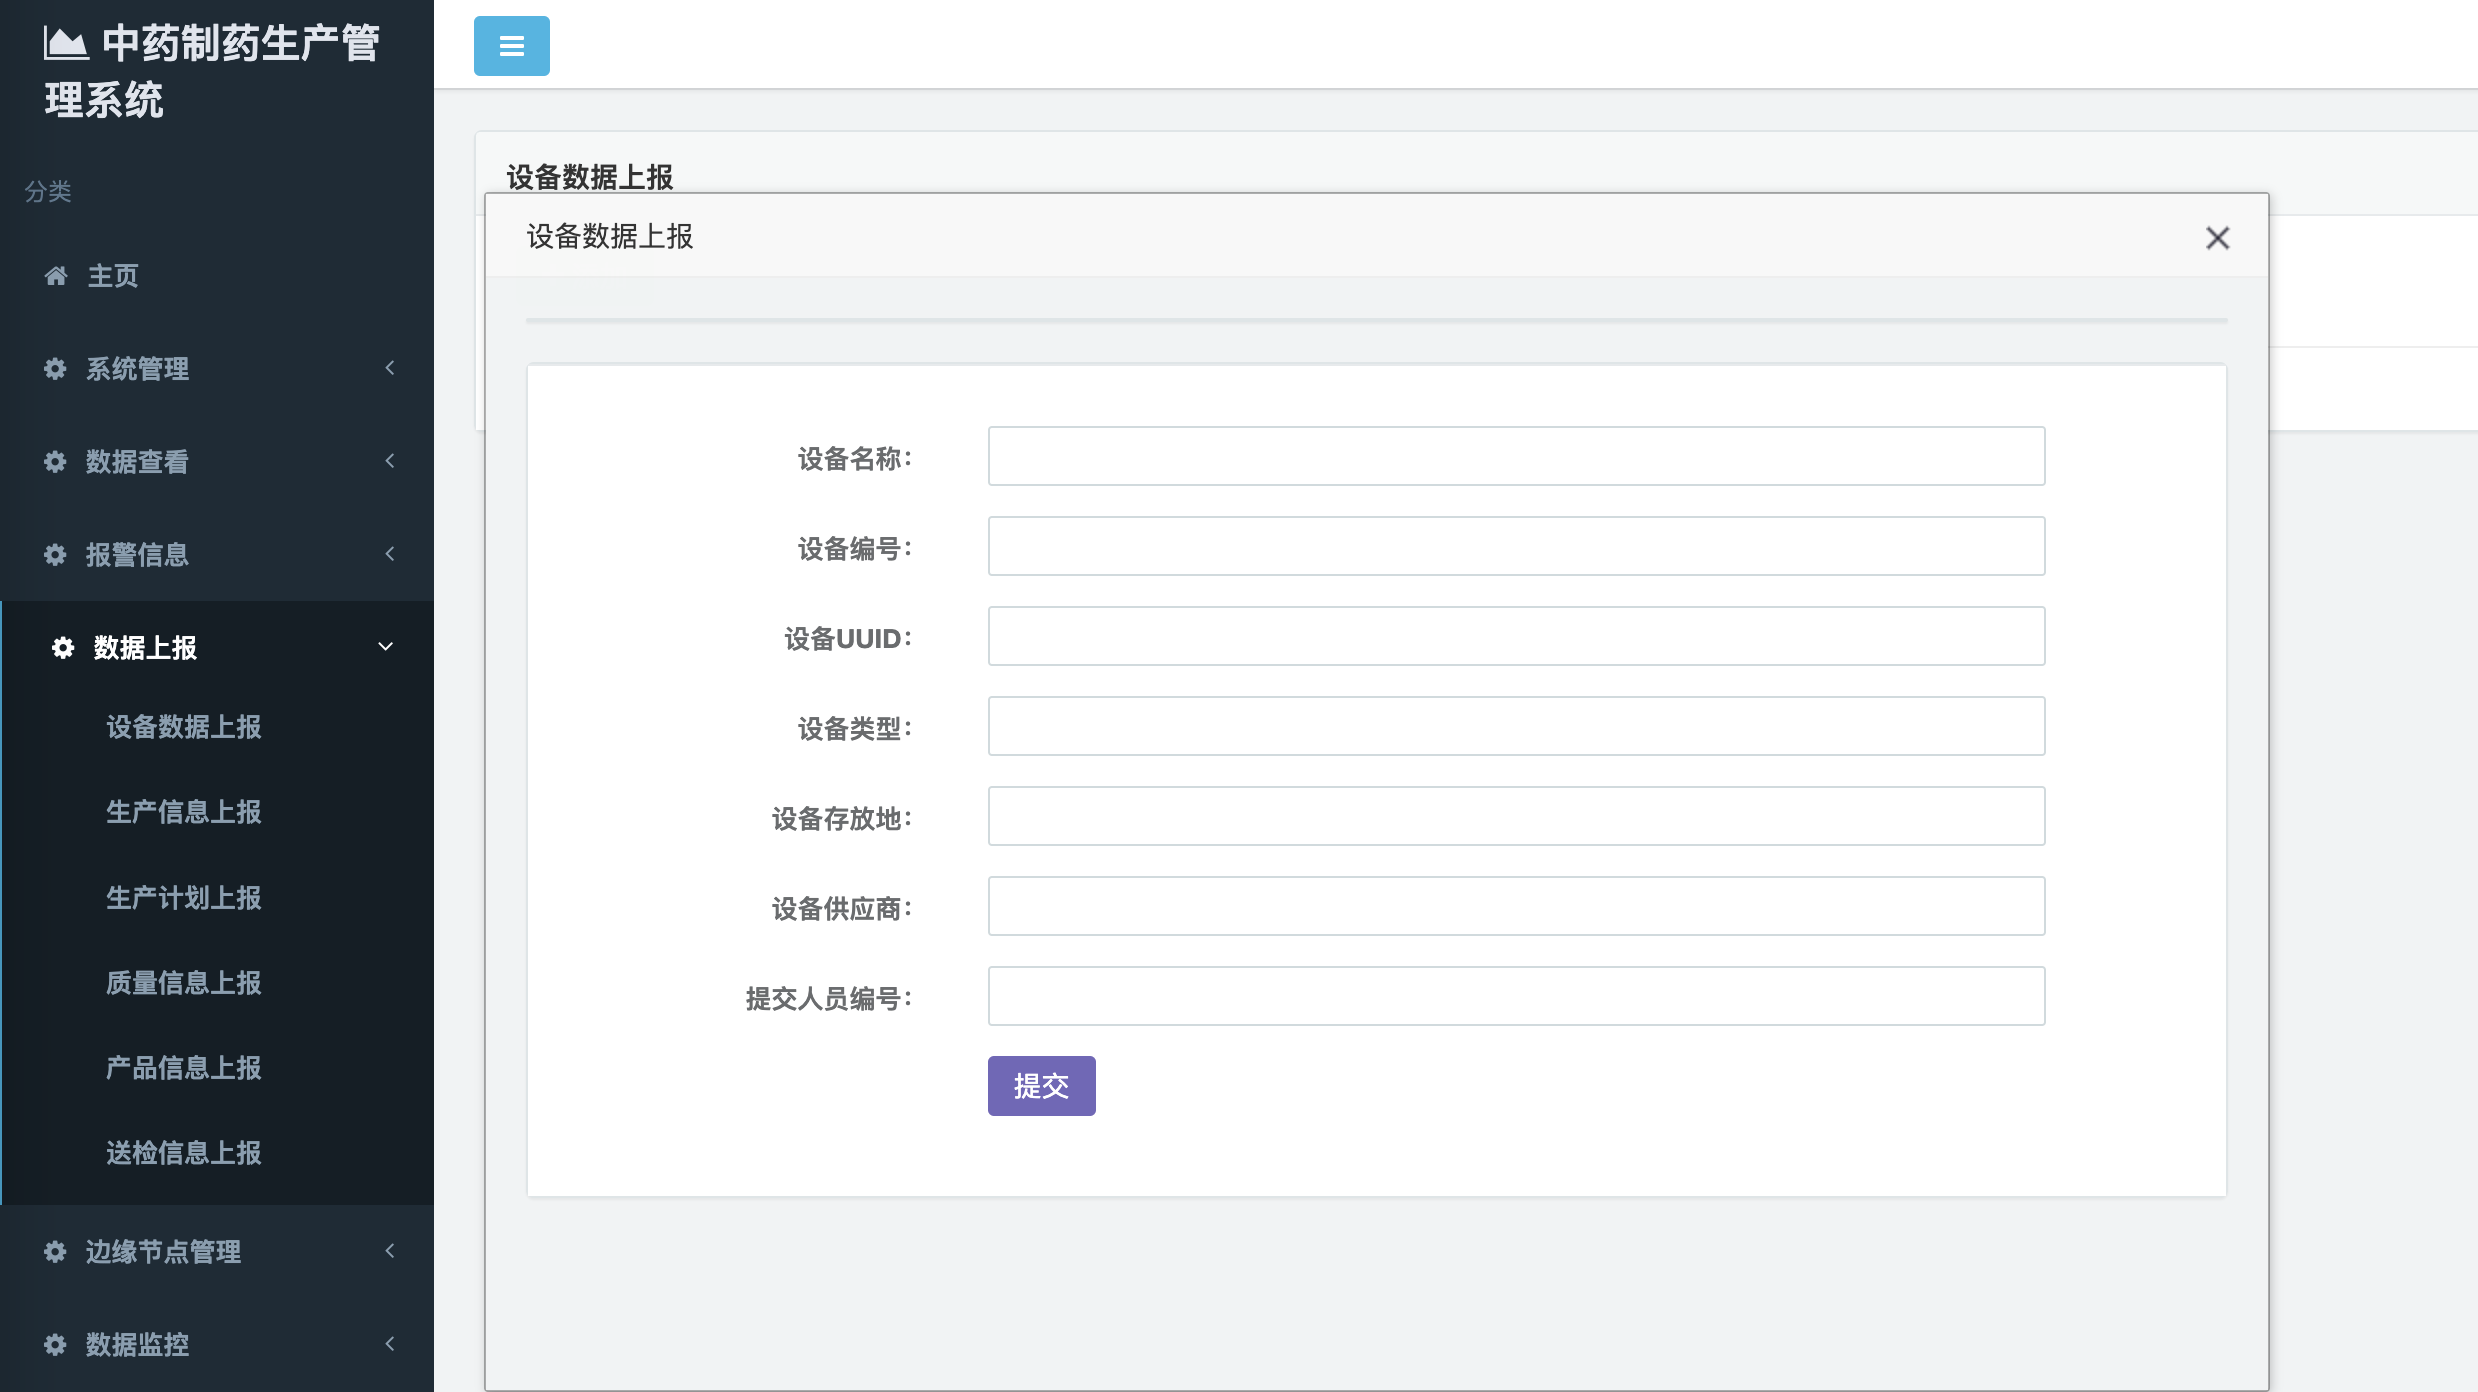 中药制药生产管
理系统
分类
主页
系统管理
数据查看
报警信息
数据上报
设备数据上报
生产信息上报
生产计划上报
质量信息上报
产品信息上报
送检信息上报
边缘节点管理
数据监控
设备数据上报
设备数据上报
设备名称：
设备编号：
设备UUID：
设备类型：
设备存放地：
设备供应商：
提交人员编号：
提交